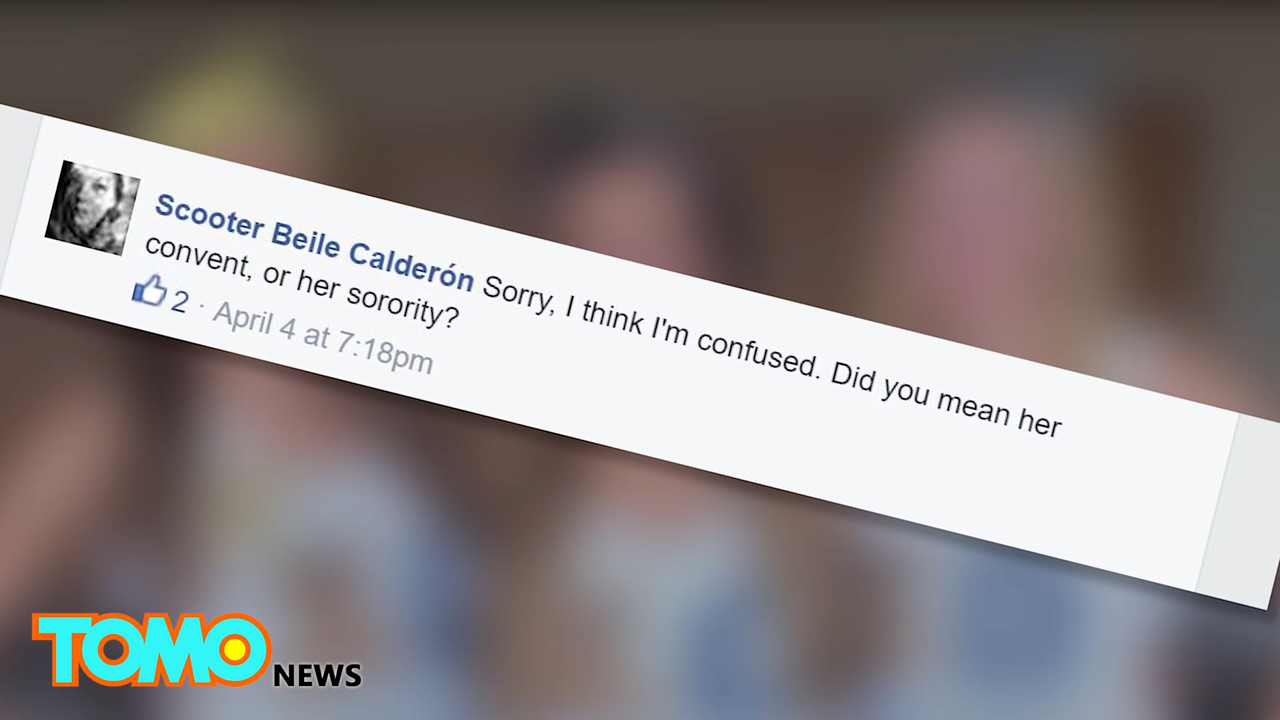 Scooter Beile Calderón Sorry, I think I'm confused. Did you mean her
convent, or her sorority?
2 · April 4 at 7:18pm
TOMO NEWS